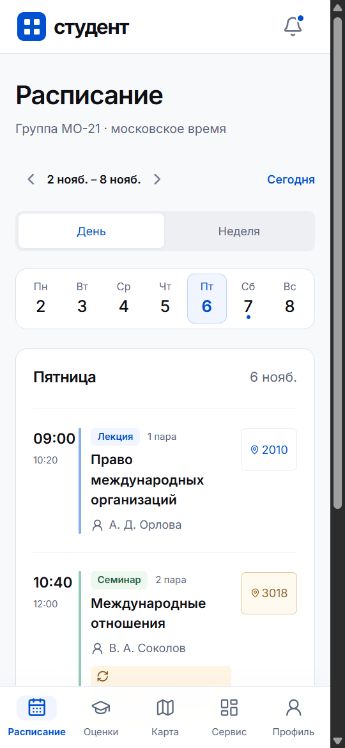 студент
Расписание
Группа МО-21 · московское время
2 нояб. – 8 нояб.
Сегодня
День Неделя
Пн Вт Ср Чт Пт Сб Вс
2 3 4 5 6 7 8
Пятница 6 нояб.
09:00 Лекция 1 пара 2010
10:20 Право
международных
организаций
А. Д. Орлова
10:40 Семинар 2 пара 3018
12:00 Международные
отношения
В. А. Соколов
Расписание Оценки Карта Сервис Профиль